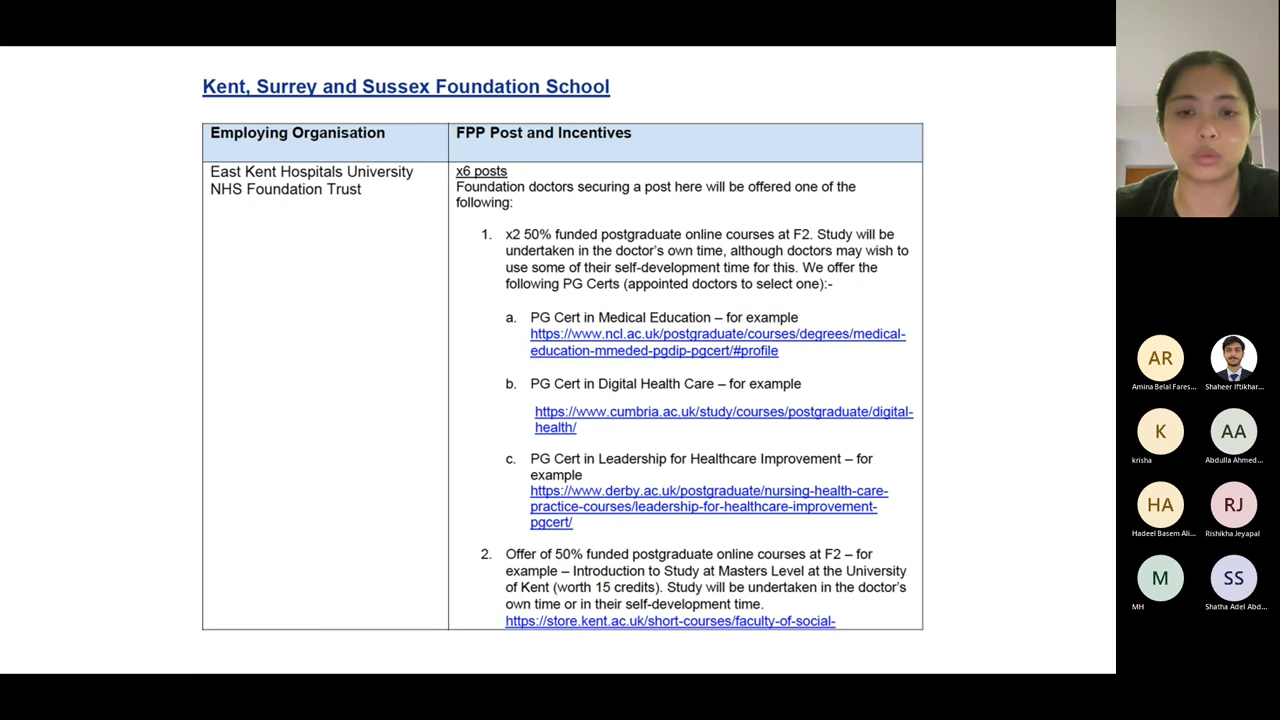 Kent, Surrey and Sussex Foundation School
Employing Organisation
FPP Post and Incentives
East Kent Hospitals University
NHS Foundation Trust
x6 posts
Foundation doctors securing a post here will be offered one of the
following:
1. x2 50% funded postgraduate online courses at F2. Study will be
undertaken in the doctor's own time, although doctors may wish to
use some of their self-development time for this. We offer the
following PG Certs (appointed doctors to select one):-
a. PG Cert in Medical Education – for example
https://www.ncl.ac.uk/postgraduate/courses/degrees/medical-
education-mmeded-pgdip-pgcert/#profile
b. PG Cert in Digital Health Care – for example
https://www.cumbria.ac.uk/study/courses/postgraduate/digital-
health/
c. PG Cert in Leadership for Healthcare Improvement – for
example
https://www.derby.ac.uk/postgraduate/nursing-health-care-
practice-courses/leadership-for-healthcare-improvement-
pgcert/
2. Offer of 50% funded postgraduate online courses at F2 – for
example – Introduction to Study at Masters Level at the University
of Kent (worth 15 credits). Study will be undertaken in the doctor's
own time or in their self-development time.
https://store.kent.ac.uk/short-courses/faculty-of-social-
AR
Amina Belal Fares...
Shaheer Iftikhar...
K
krisha
AA
Abdulla Ahmed...
HA
Hadeel Basem Ali...
RJ
Rishikha Jeyapal
M
MH
SS
Shatha Adel Abd...